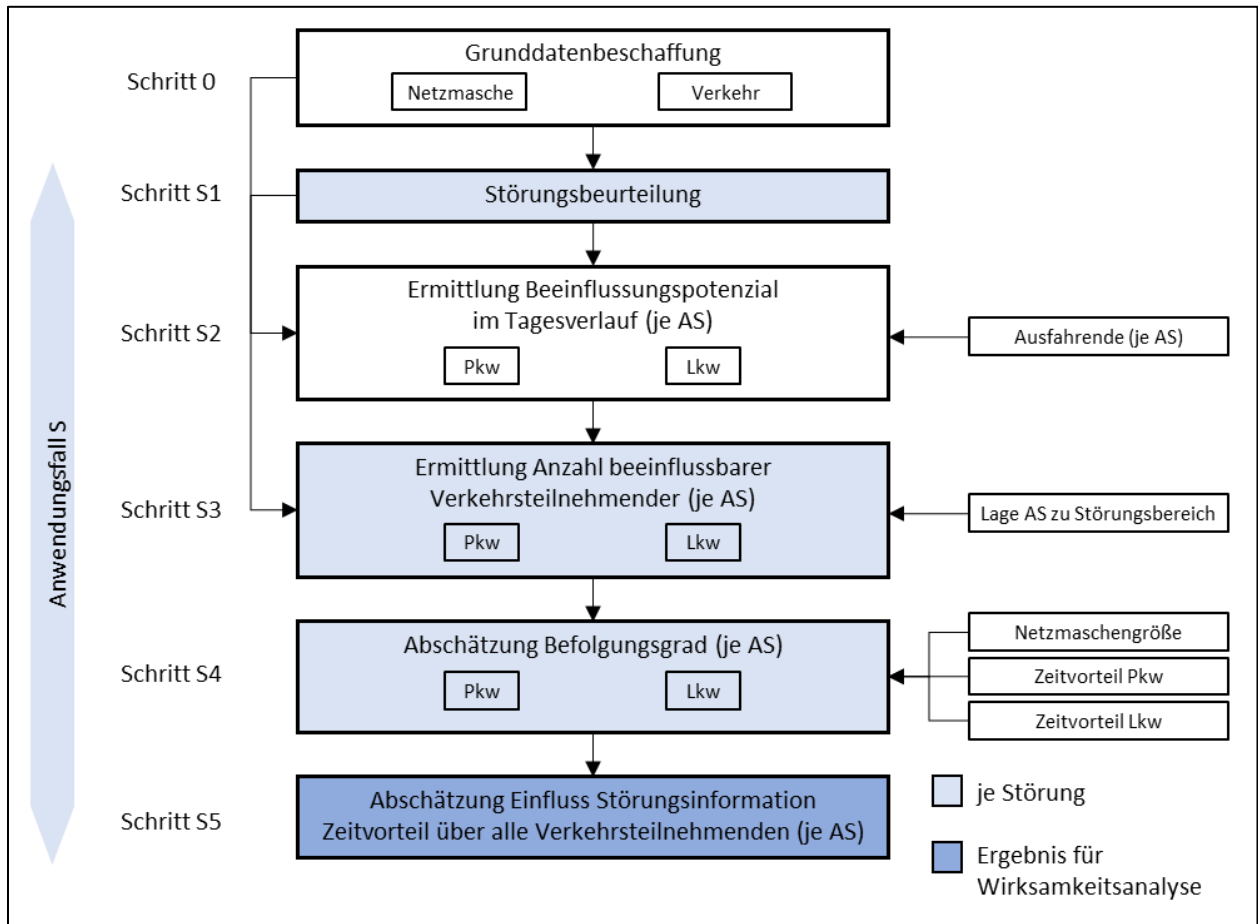 Schritt 0
Grunddatenbeschaffung
Netzmasche
Verkehr
Schritt S1
Störungsbeurteilung
Schritt S2
Ermittlung Beeinflussungspotenzial
im Tagesverlauf (je AS)
Pkw
Lkw
Ausfahrende (je AS)
Anwendungsfall S
Schritt S3
Ermittlung Anzahl beeinflussbarer
Verkehrsteilnehmender (je AS)
Pkw
Lkw
Lage AS zu Störungsbereich
Schritt S4
Abschätzung Befolgungsgrad (je AS)
Pkw
Lkw
Netzmaschengröße
Zeitvorteil Pkw
Zeitvorteil Lkw
Schritt S5
Abschätzung Einfluss Störungsinformation
Zeitvorteil über alle Verkehrsteilnehmenden (je AS)
je Störung
Ergebnis für
Wirksamkeitsanalyse